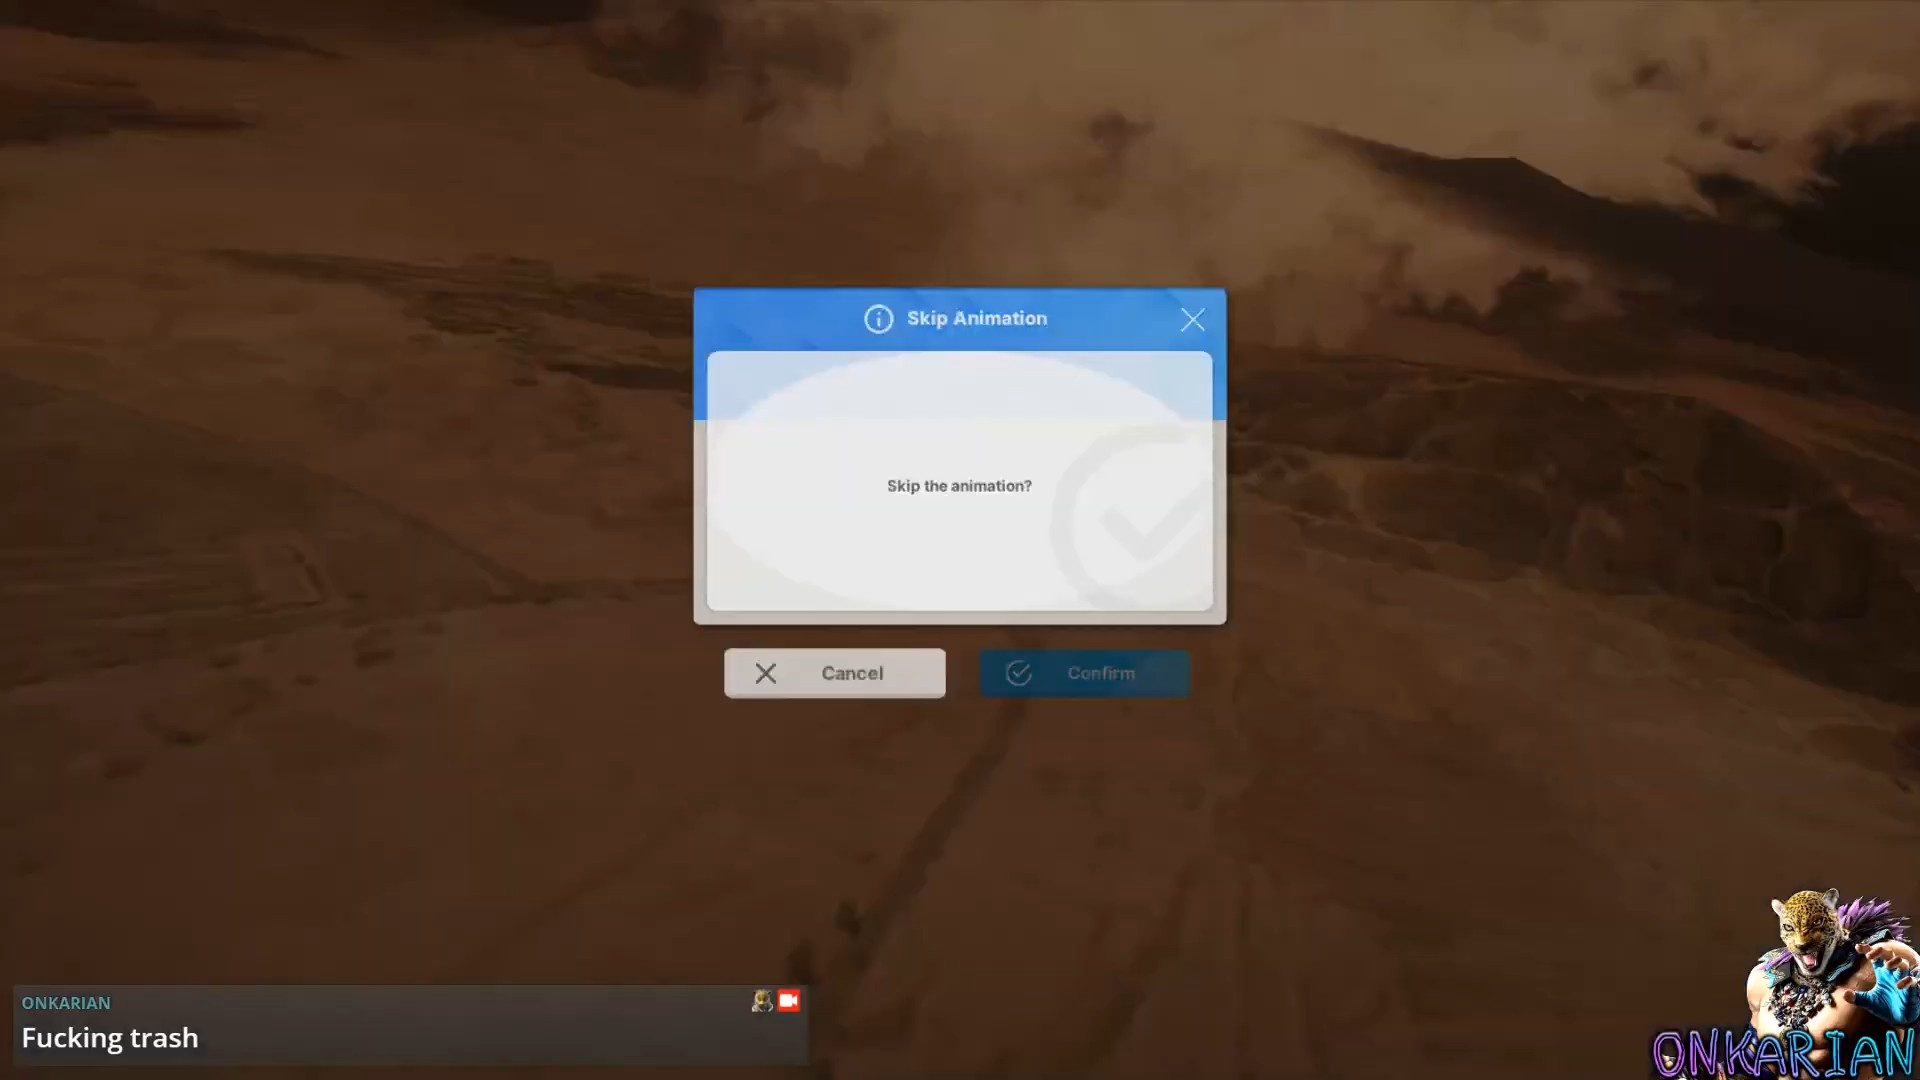 Skip Animation
Skip the animation?
Cancel
Confirm
ONKARIAN
Fucking trash
ONKARIAN